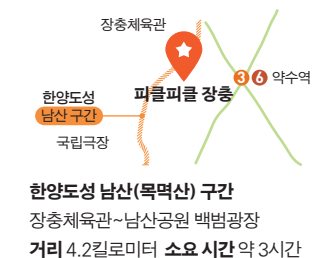 장충체육관
피클피클 장충
3 6 약수역
한양도성
남산 구간
국립극장
한양도성 남산(목멱산) 구간
장충체육관~남산공원 백범광장
거리 4.2킬로미터 소요 시간 약 3시간